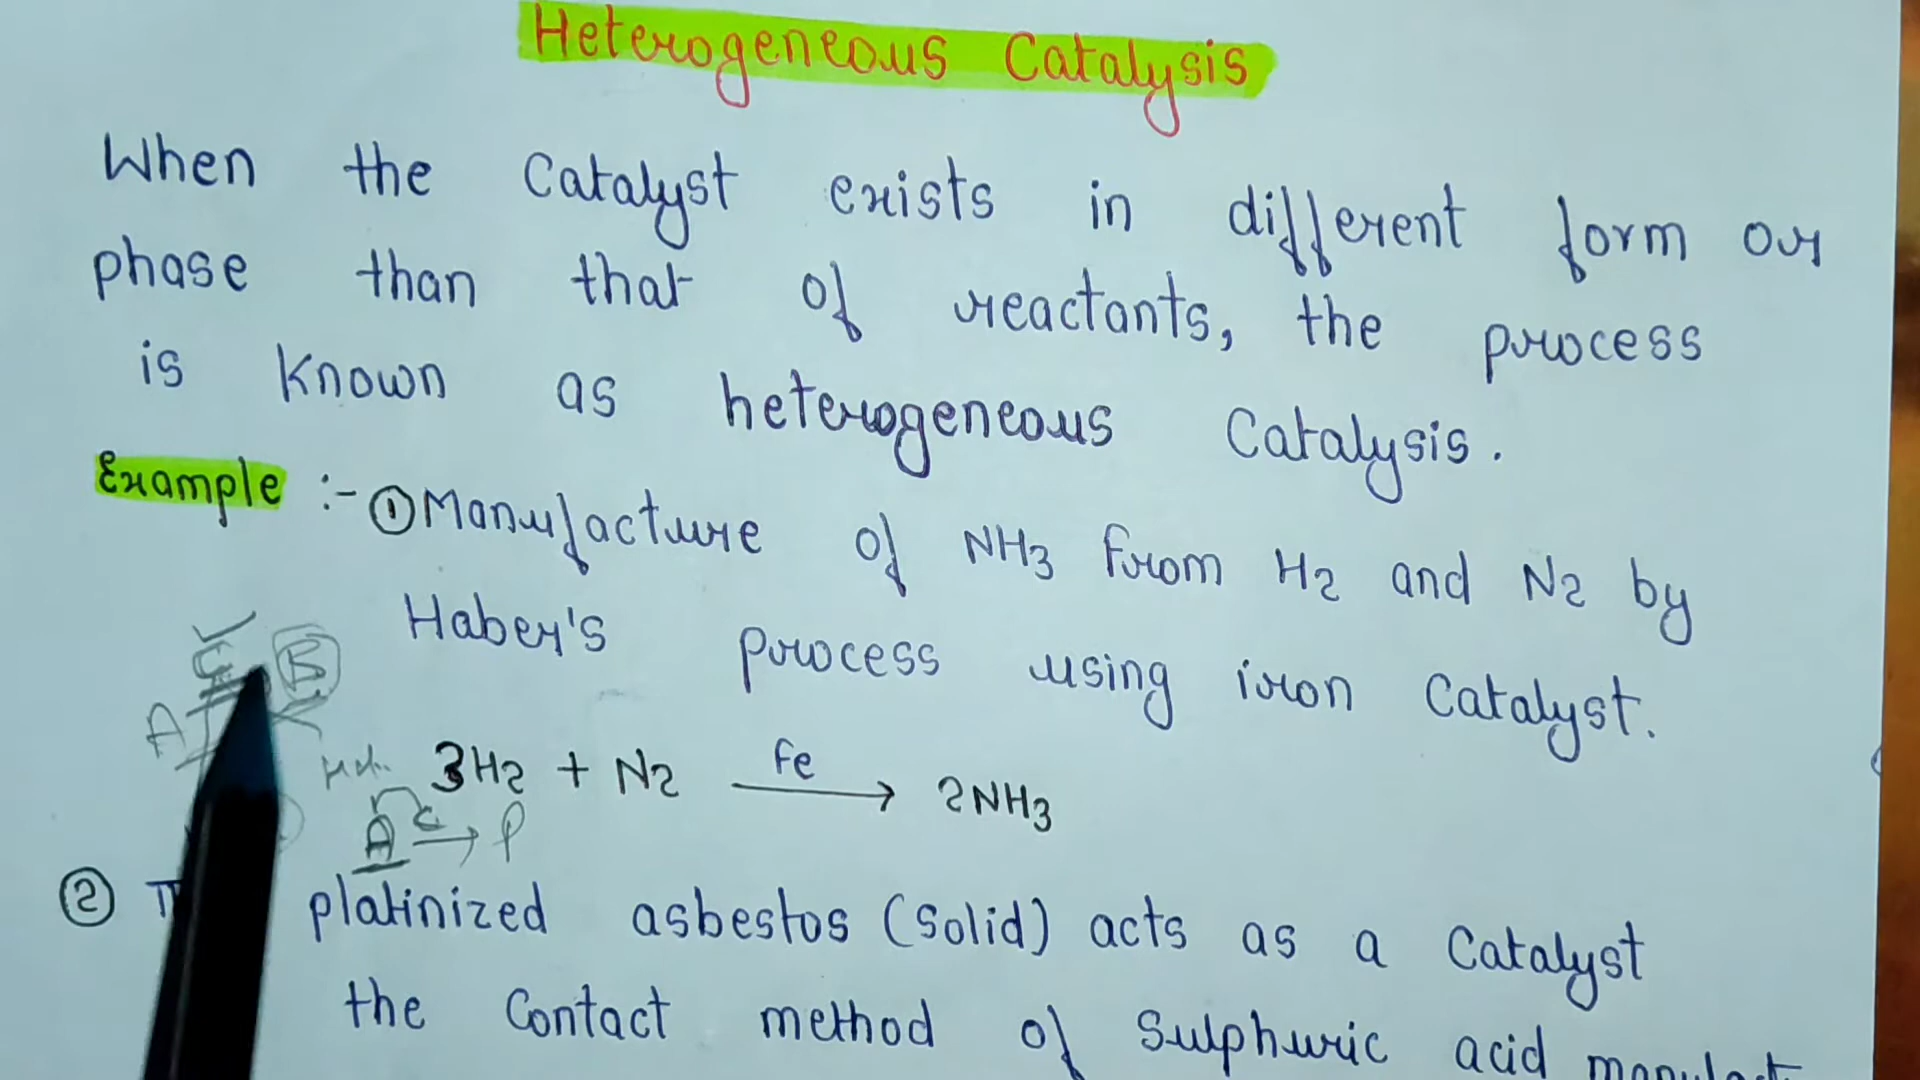 Heterogeneous Catalysis
When the Catalyst exists in different form or
phase than that of reactants, the process
is known as heterogeneous Catalysis.
Example :- ① Manufacture of NH3 from H2 and N2 by
Haber's process using iron Catalyst.
C B
A
3H2 + N2 Fe → 2NH3
A C → P
② platinized asbestos (Solid) acts as a Catalyst
the Contact method of Sulphuric acid